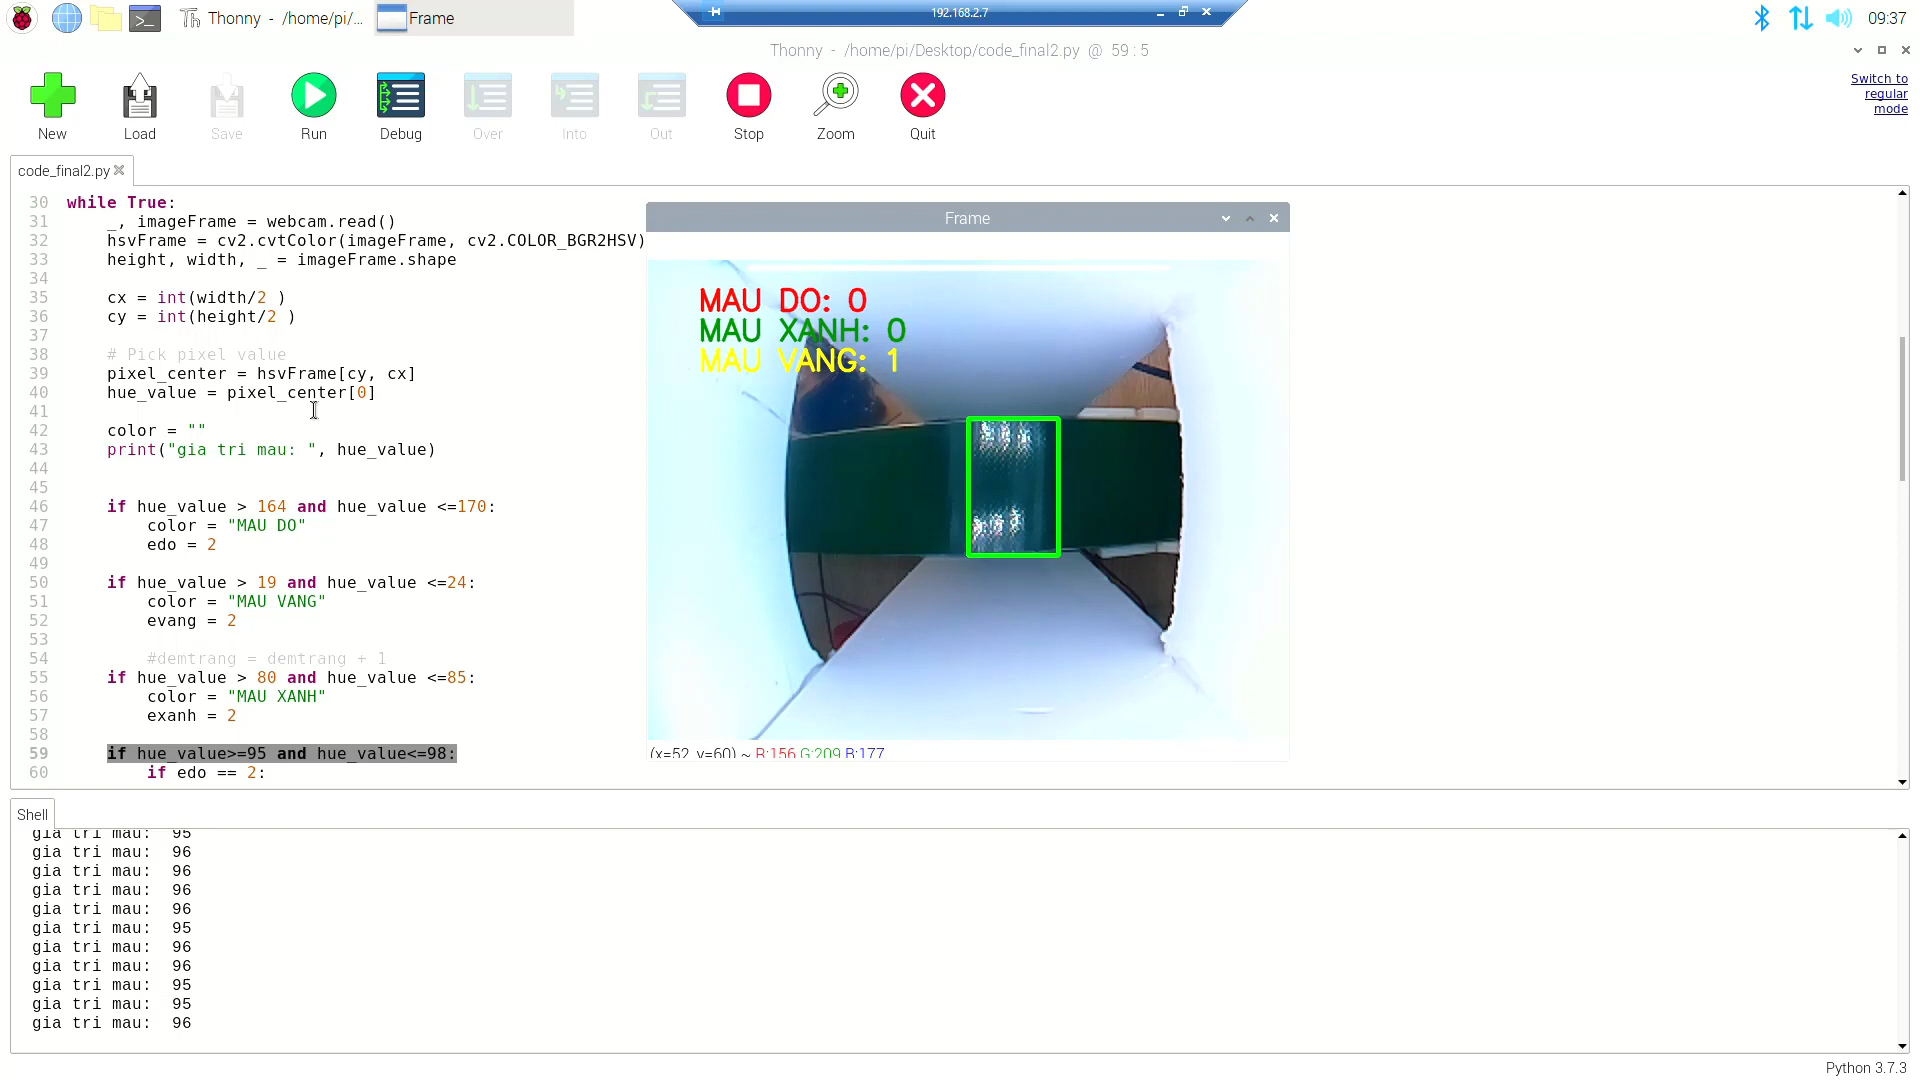 Thonny - /home/pi/...
Frame
192.168.2.7
09:37
Thonny - /home/pi/Desktop/code_final2.py @ 59 : 5
New
Load
Save
Run
Debug
Over
Into
Out
Stop
Zoom
Quit
Switch to
regular
mode
code_final2.py
30 while True:
31 _, imageFrame = webcam.read()
32 hsvFrame = cv2.cvtColor(imageFrame, cv2.COLOR_BGR2HSV)
33 height, width, _ = imageFrame.shape
34
35 cx = int(width/2 )
36 cy = int(height/2 )
37
38 # Pick pixel value
39 pixel_center = hsvFrame[cy, cx]
40 hue_value = pixel_center[0]
41
42 color = ""
43 print("gia tri mau: ", hue_value)
44
45
46 if hue_value > 164 and hue_value <=170:
47 color = "MAU DO"
48 edo = 2
49
50 if hue_value > 19 and hue_value <=24:
51 color = "MAU VANG"
52 evang = 2
53
54 #demtrang = demtrang + 1
55 if hue_value > 80 and hue_value <=85:
56 color = "MAU XANH"
57 exanh = 2
58
59 if hue_value>=95 and hue_value<=98:
60 if edo == 2:
Frame
MAU DO: 0
MAU XANH: 0
MAU VANG: 1
(x=52, y=60) ~ R:156 G:209 B:177
Shell
gia tri mau: 95
gia tri mau: 96
gia tri mau: 96
gia tri mau: 96
gia tri mau: 96
gia tri mau: 95
gia tri mau: 96
gia tri mau: 96
gia tri mau: 95
gia tri mau: 95
gia tri mau: 96
Python 3.7.3